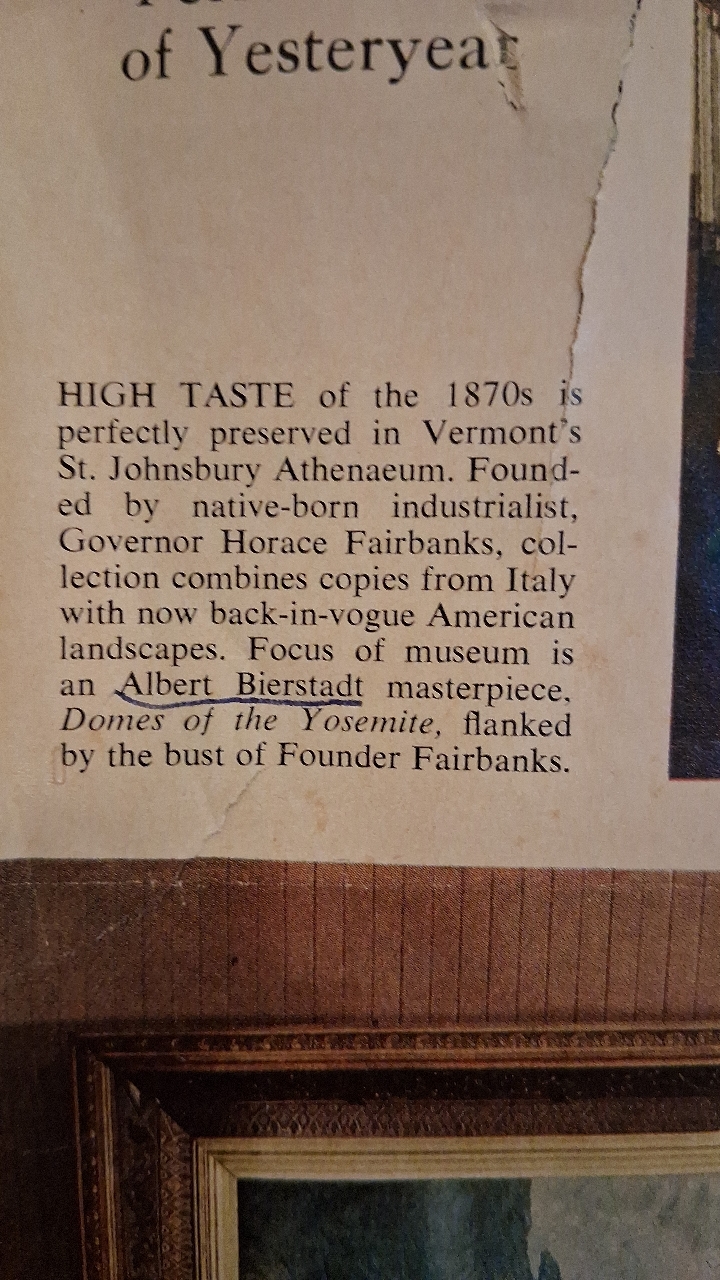 of Yesteryear
HIGH TASTE of the 1870s is
perfectly preserved in Vermont's
St. Johnsbury Athenaeum. Found-
ed by native-born industrialist,
Governor Horace Fairbanks, col-
lection combines copies from Italy
with now back-in-vogue American
landscapes. Focus of museum is
an Albert Bierstadt masterpiece,
Domes of the Yosemite, flanked
by the bust of Founder Fairbanks.